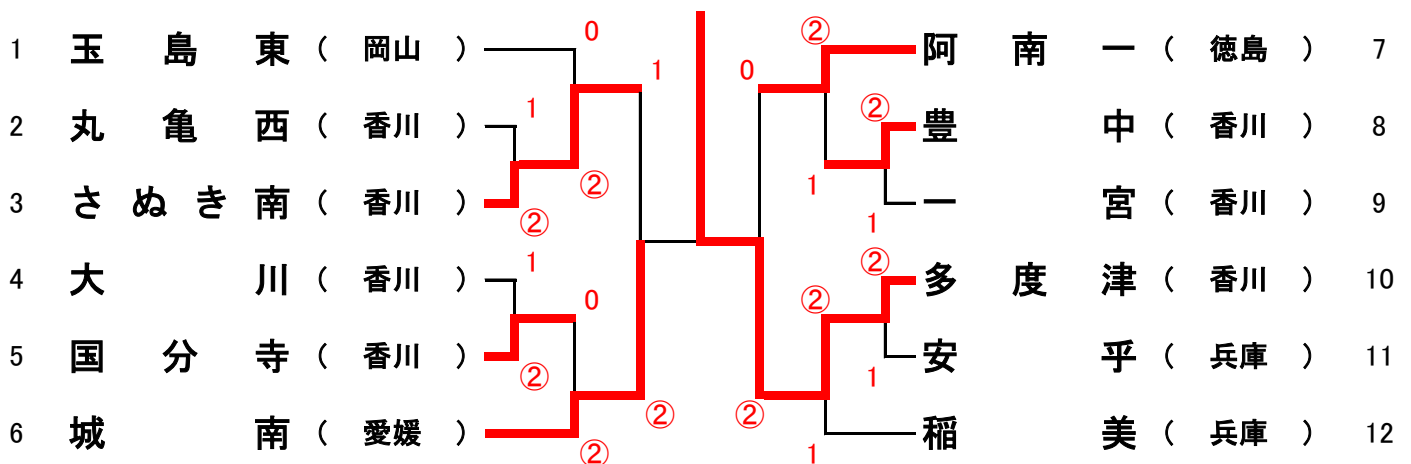 1 玉島東 ( 岡山 )
2 丸亀西 ( 香川 )
3 さぬき南 ( 香川 )
4 大川 ( 香川 )
5 国分寺 ( 香川 )
6 城南 ( 愛媛 )
0
1
1
②
②
1
0
②
②
②
②
0
②
1
1
②
②
1
②
1
阿南一 ( 徳島 ) 7
豊中 ( 香川 ) 8
一宮 ( 香川 ) 9
多度津 ( 香川 ) 10
安乎 ( 兵庫 ) 11
稲美 ( 兵庫 ) 12